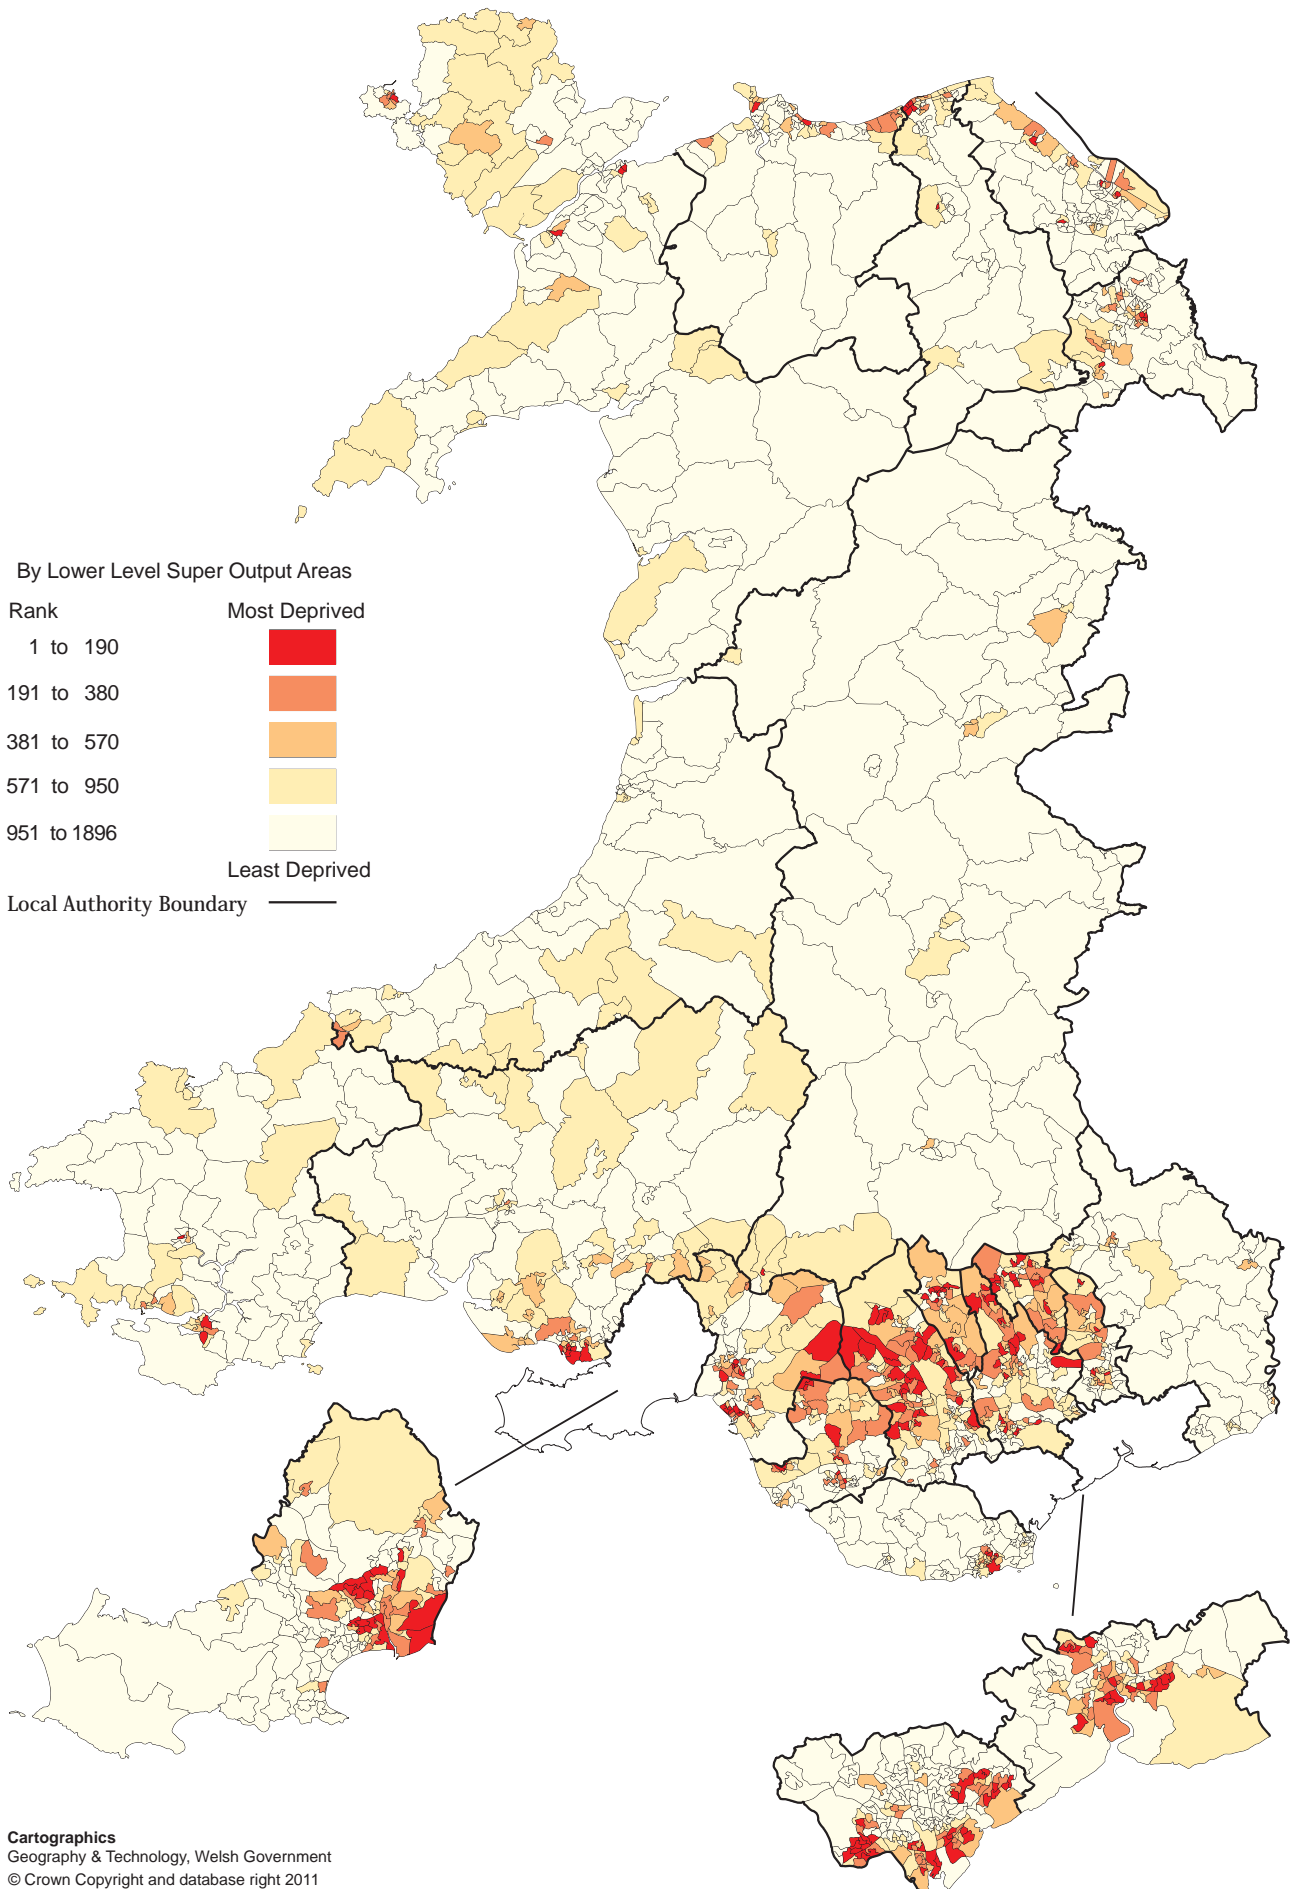 By Lower Level Super Output Areas
Rank Most Deprived
1 to 190
191 to 380
381 to 570
571 to 950
951 to 1896
Least Deprived
Local Authority Boundary
Cartographics
Geography & Technology, Welsh Government
© Crown Copyright and database right 2011